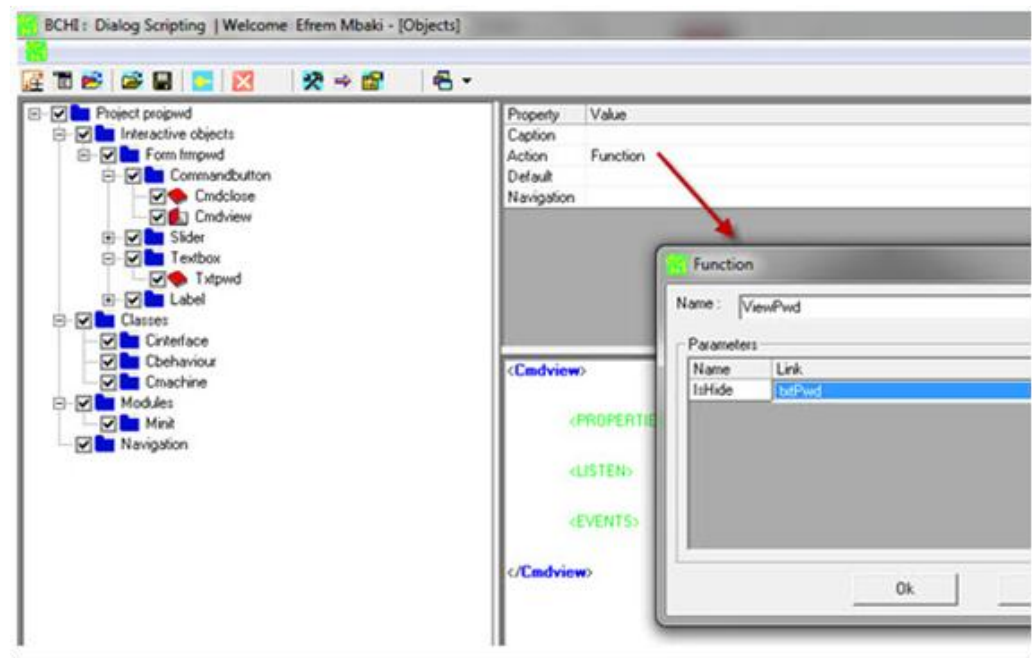 BCHI : Dialog Scripting | Welcome Efrem Mbaki - [Objects]
Project projpwd
Interactive objects
Form frmpwd
Commandbutton
Cmdclose
Cmdview
Slider
Textbox
Txtpwd
Label
Classes
Cinterface
Cbehaviour
Cmachine
Modules
Minit
Navigation
Property Value
Caption
Action Function
Default
Navigation
Function
Name : ViewPwd
Parameters
Name Link
IsHide txtPwd
Ok
<Cmdview>
<PROPERTIE
<LISTEN>
<EVENTS>
</Cmdview>